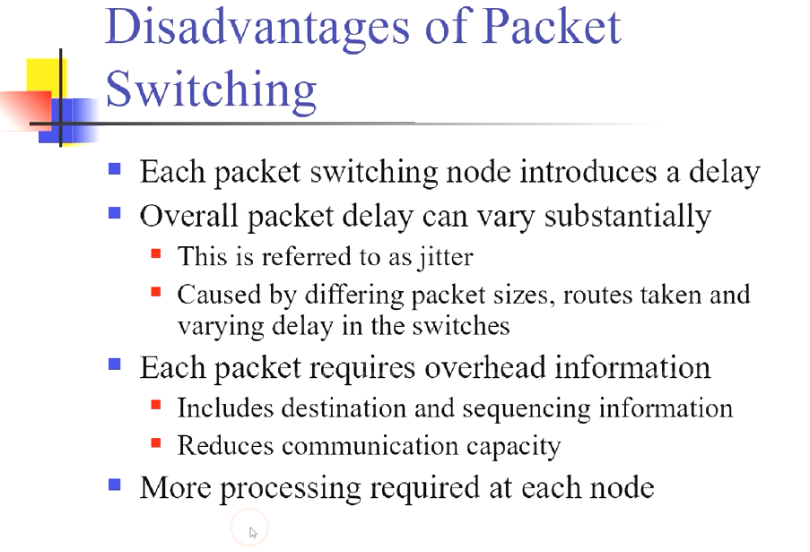 Disadvantages of Packet
Switching
Each packet switching node introduces a delay
Overall packet delay can vary substantially
This is referred to as jitter
Caused by differing packet sizes, routes taken and
varying delay in the switches
Each packet requires overhead information
Includes destination and sequencing information
Reduces communication capacity
More processing required at each node